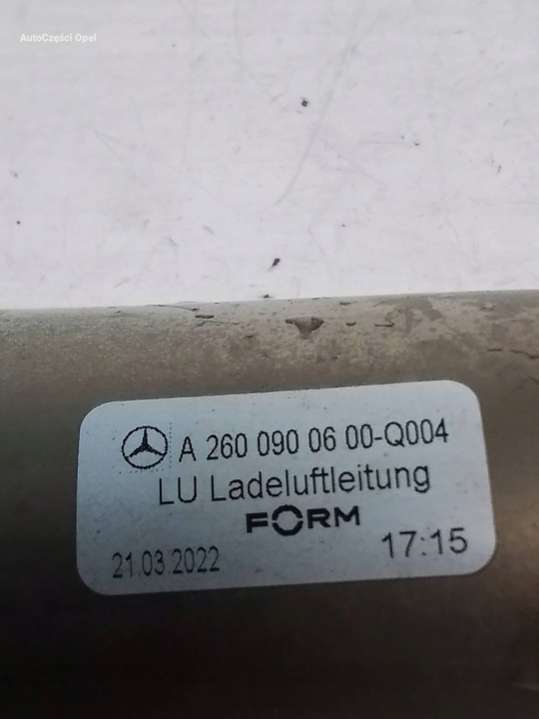 AutoCzęści Opel
A 260 090 06 00-Q004
LU Ladeluftleitung
FORM
21.03.2022 17:15